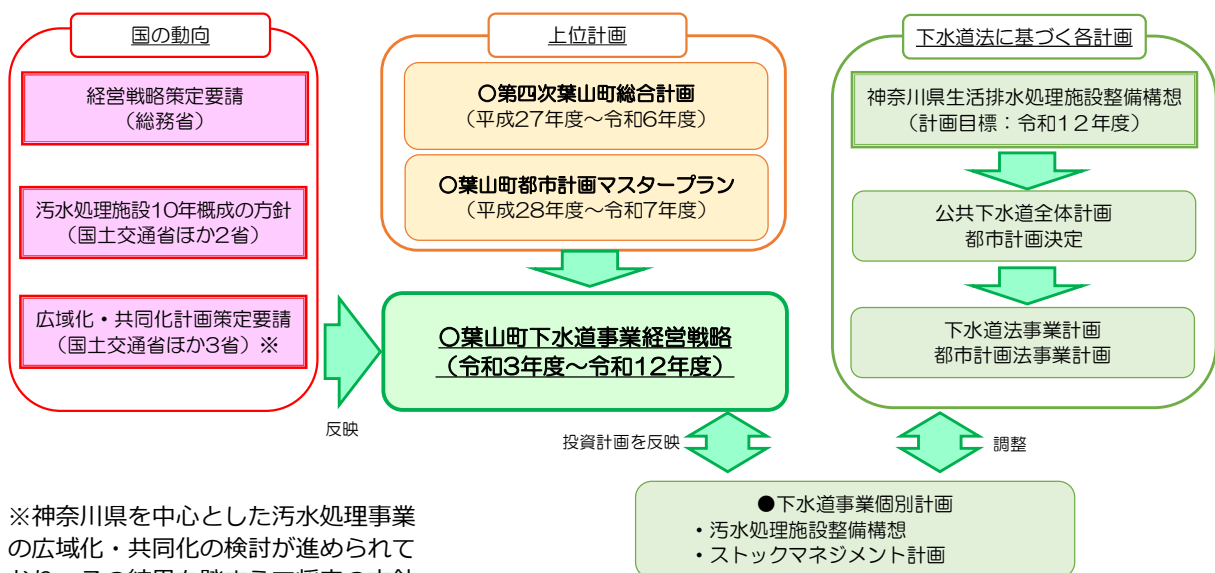 国の動向
経営戦略策定要請
（総務省）
汚水処理施設10年概成の方針
（国土交通省ほか2省）
広域化・共同化計画策定要請
（国土交通省ほか3省）※
反映
上位計画
〇第四次葉山町総合計画
（平成27年度～令和6年度）
〇葉山町都市計画マスタープラン
（平成28年度～令和7年度）
〇葉山町下水道事業経営戦略
（令和3年度～令和12年度）
下水道法に基づく各計画
神奈川県生活排水処理施設整備構想
（計画目標：令和12年度）
公共下水道全体計画
都市計画決定
下水道法事業計画
都市計画法事業計画
投資計画を反映
調整
●下水道事業個別計画
・汚水処理施設整備構想
・ストックマネジメント計画
※神奈川県を中心とした汚水処理事業
の広域化・共同化の検討が進められて